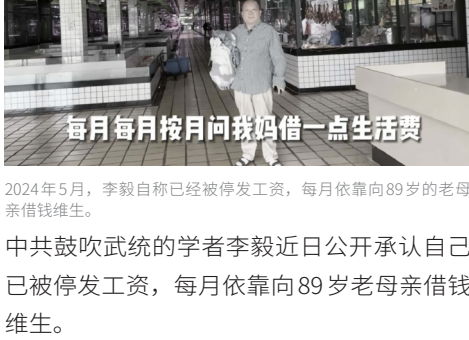 每月每月按月问我妈借一点生活费
2024年5月，李毅自称已经被停发工资，每月依靠向89岁的老母
亲借钱维生。
中共鼓吹武统的学者李毅近日公开承认自己
已被停发工资，每月依靠向89岁老母亲借钱
维生。